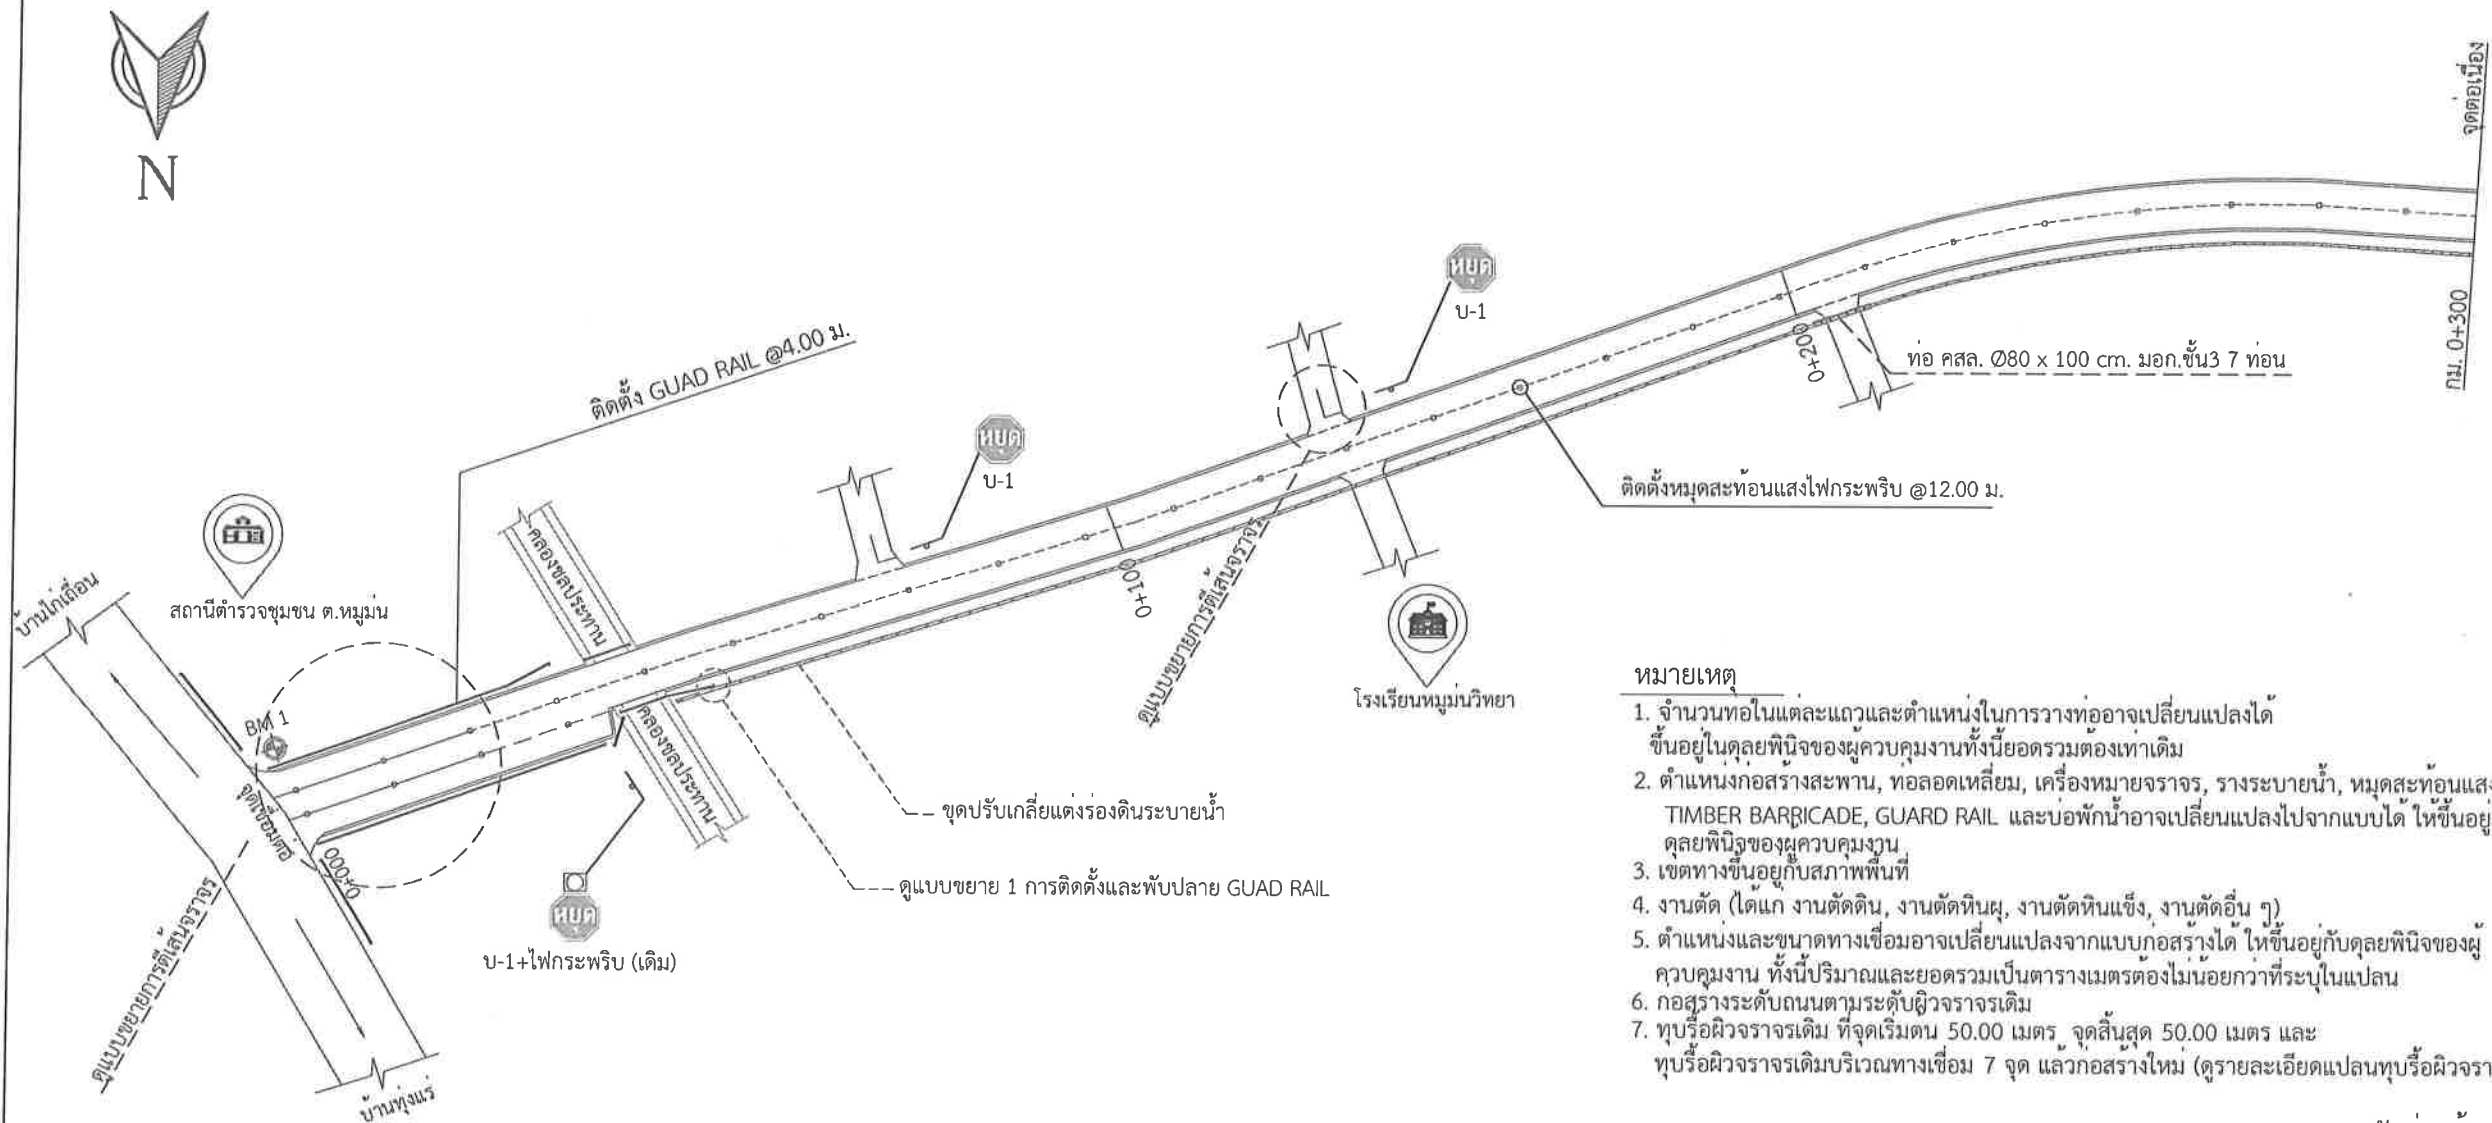 N
จุดต่อเนื่อง
กม. 0+300
หยุด
บ-1
ติดตั้ง GUAD RAIL @4.00 ม.
0+20
ท่อ คสล. Ø80 x 100 cm. มอก.ชั้น3 7 ท่อน
หยุด
บ-1
ติดตั้งหมุดสะท้อนแสงไฟกระพริบ @12.00 ม.
คลองชลประทาน
ดูแบบขยายการตีเส้นจราจร
0+10
บ้านไก่เถื่อน
สถานีตำรวจชุมชน ต.หมูม่น
โรงเรียนหมูม่นวิทยา
BM 1
จุดเชื่อมต่อ
0+000
คลองชลประทาน
ขุดปรับเกลี่ยแต่งร่องดินระบายน้ำ
ดูแบบขยาย 1 การติดตั้งและพับปลาย GUAD RAIL
หยุด
บ-1+ไฟกระพริบ (เดิม)
ดูแบบขยายการตีเส้นจราจร
บ้านทุ่งแร่
หมายเหตุ
1. จำนวนท่อในแต่ละแถวและตำแหน่งในการวางท่ออาจเปลี่ยนแปลงได้
ขึ้นอยู่ในดุลยพินิจของผู้ควบคุมงานทั้งนี้ยอดรวมต้องเท่าเดิม
2. ตำแหน่งก่อสร้างสะพาน, ท่อลอดเหลี่ยม, เครื่องหมายจราจร, รางระบายน้ำ, หมุดสะท้อนแสง
TIMBER BARRICADE, GUARD RAIL และบ่อพักน้ำอาจเปลี่ยนแปลงไปจากแบบได้ ให้ขึ้นอยู่
ดุลยพินิจของผู้ควบคุมงาน
3. เขตทางขึ้นอยู่กับสภาพพื้นที่
4. งานตัด (ได้แก่ งานตัดดิน, งานตัดหินผุ, งานตัดหินแข็ง, งานตัดอื่น ๆ)
5. ตำแหน่งและขนาดทางเชื่อมอาจเปลี่ยนแปลงจากแบบก่อสร้างได้ ให้ขึ้นอยู่กับดุลยพินิจของผู้
ควบคุมงาน ทั้งนี้ปริมาณและยอดรวมเป็นตารางเมตรต้องไม่น้อยกว่าที่ระบุในแปลน
6. ก่อสร้างระดับถนนตามระดับผิวจราจรเดิม
7. ทุบรื้อผิวจราจรเดิม ที่จุดเริ่มต้น 50.00 เมตร จุดสิ้นสุด 50.00 เมตร และ
ทุบรื้อผิวจราจรเดิมบริเวณทางเชื่อม 7 จุด แล้วก่อสร้างใหม่ (ดูรายละเอียดแปลนทุบรื้อผิวจรา